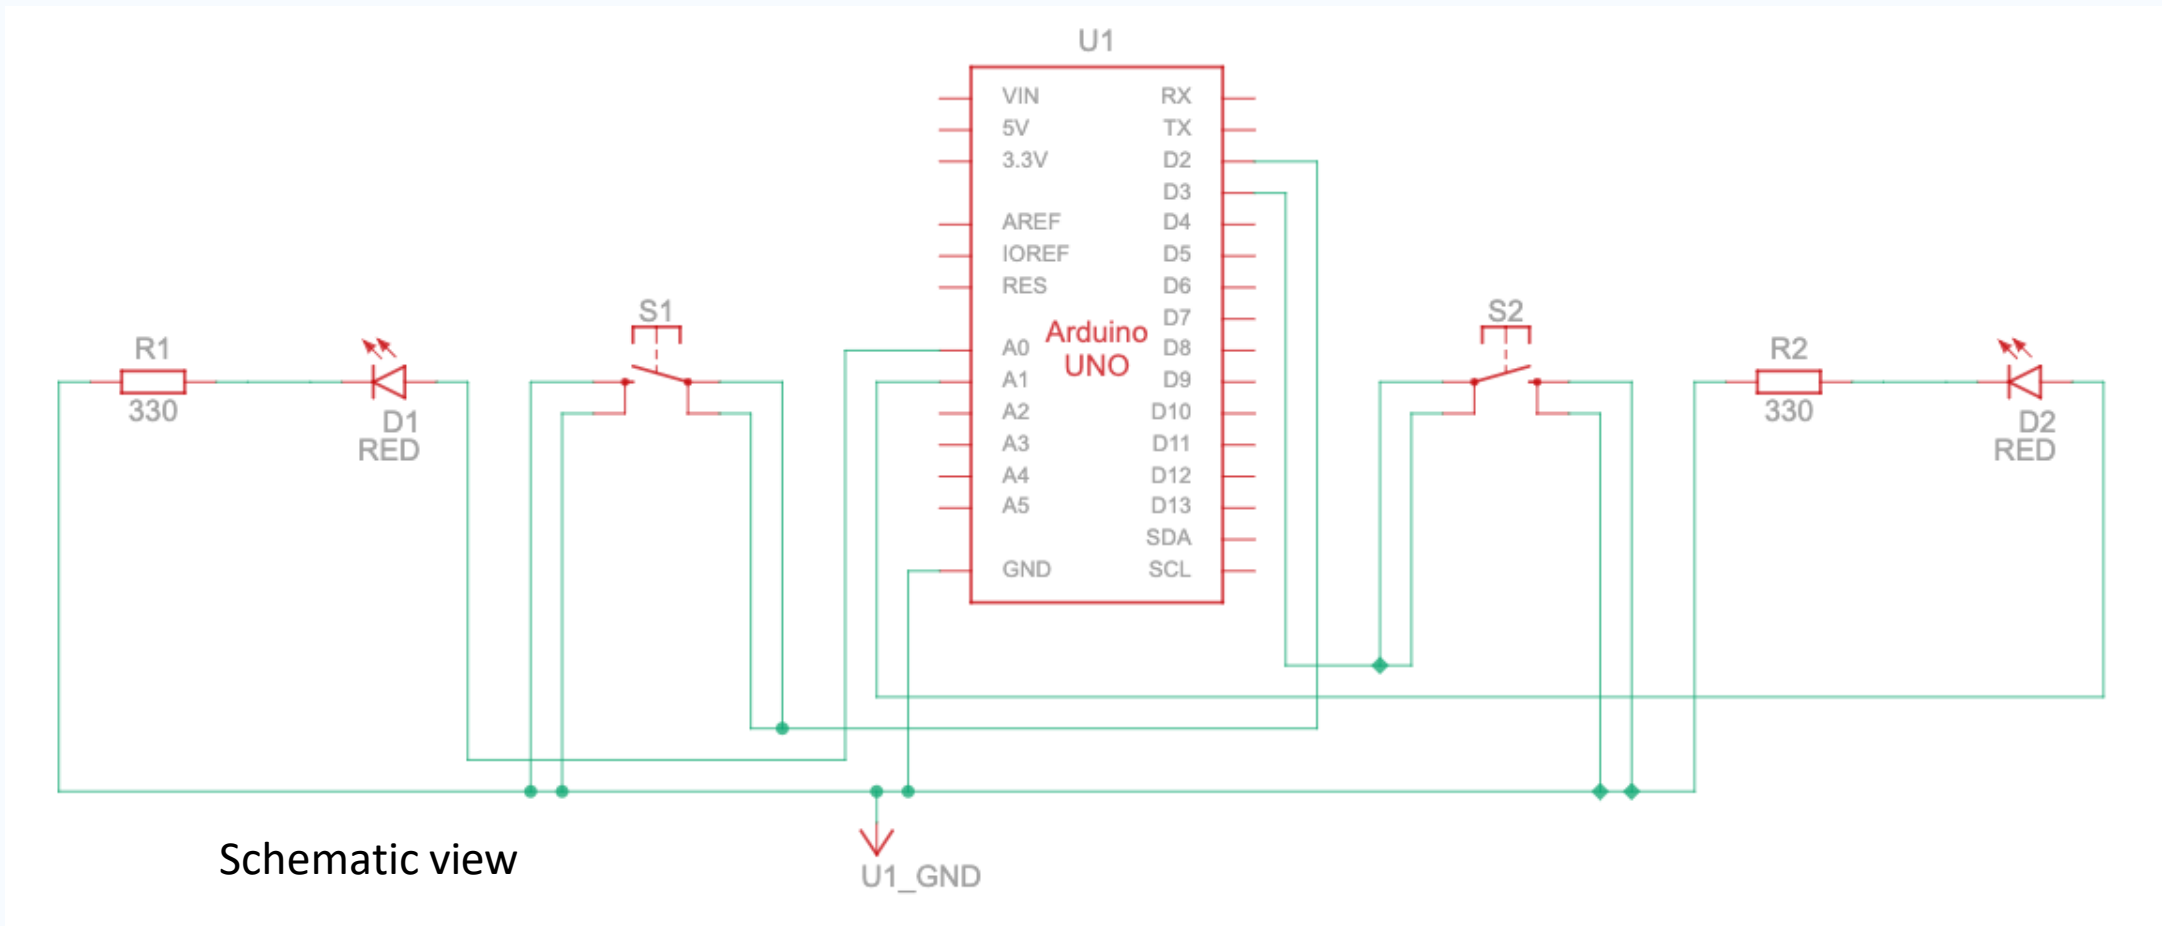 U1
VIN RX
5V TX
3.3V D2
D3
AREF D4
IOREF D5
RES D6
D7
A0 D8
A1 D9
A2 D10
A3 D11
A4 D12
A5 D13
SDA
GND SCL
Arduino
UNO
R1
330
D1
RED
S1
S2
R2
330
D2
RED
Schematic view
U1_GND